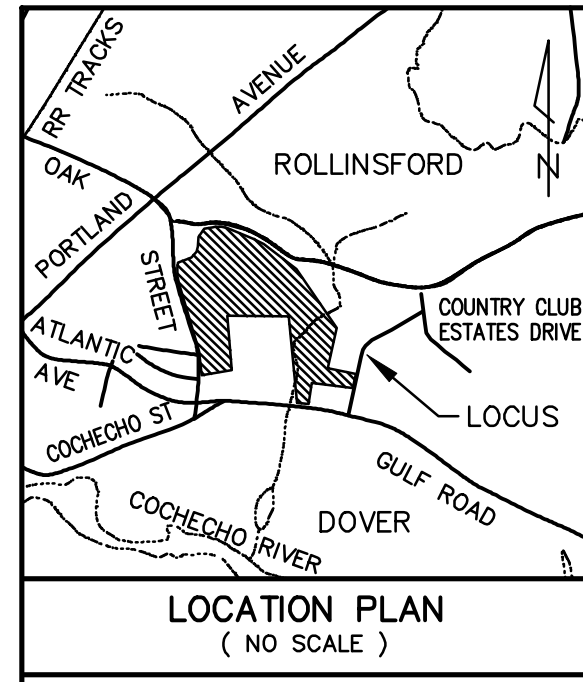 RR TRACKS
AVENUE
OAK
ROLLINSFORD
N
PORTLAND
STREET
COUNTRY CLUB
ESTATES DRIVE
ATLANTIC
AVE
LOCUS
COCHECHO ST
GULF ROAD
COCHECHO RIVER
DOVER
LOCATION PLAN
( NO SCALE )